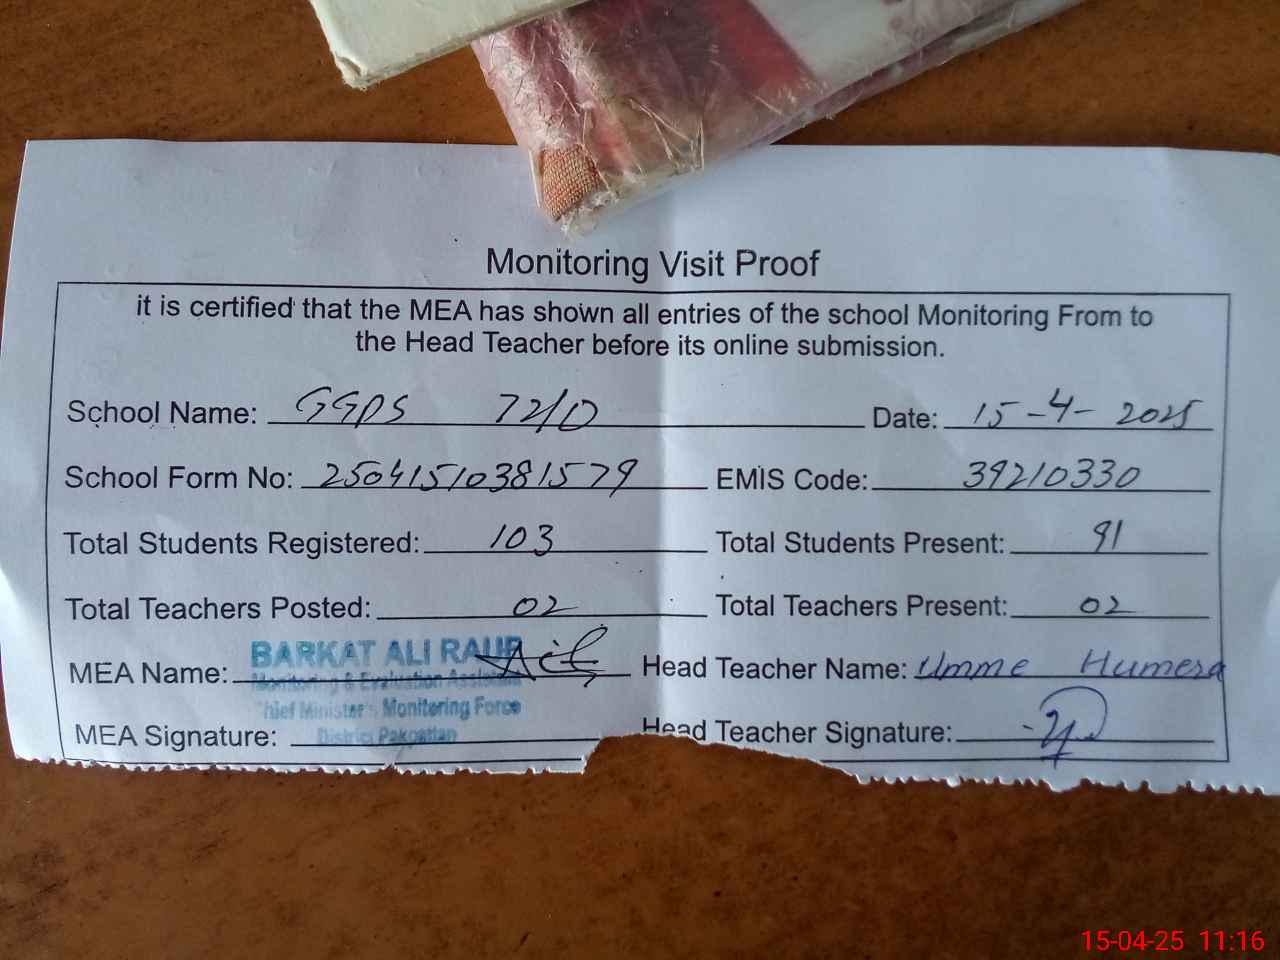 Monitoring Visit Proof
it is certified that the MEA has shown all entries of the school Monitoring From to
the Head Teacher before its online submission.
School Name: GGPS 72/D Date: 15-4-2025
School Form No: 25041510381579 EMIS Code: 39210330
Total Students Registered: 103 Total Students Present: 91
Total Teachers Posted: 02 Total Teachers Present: 02
BARKAT ALI RAUF
MEA Name: Head Teacher Name: Umme Humera
Monitoring & Evaluation Assistant
Chief Minister's Monitoring Force
MEA Signature: Head Teacher Signature:
District Pakpattan
15-04-25 11:16